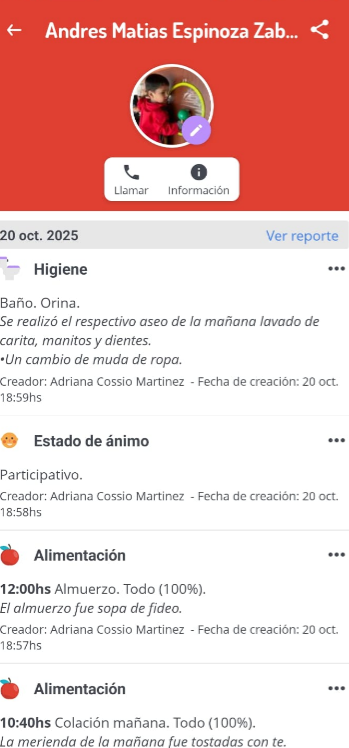 Andres Matias Espinoza Zab...
Llamar
Información
20 oct. 2025
Ver reporte
Higiene
Baño. Orina.
Se realizó el respectivo aseo de la mañana lavado de
carita, manitos y dientes.
•Un cambio de muda de ropa.
Creador: Adriana Cossio Martinez - Fecha de creación: 20 oct.
18:59hs
Estado de ánimo
Participativo.
Creador: Adriana Cossio Martinez - Fecha de creación: 20 oct.
18:58hs
Alimentación
12:00hs Almuerzo. Todo (100%).
El almuerzo fue sopa de fideo.
Creador: Adriana Cossio Martinez - Fecha de creación: 20 oct.
18:57hs
Alimentación
10:40hs Colación mañana. Todo (100%).
La merienda de la mañana fue tostadas con te.